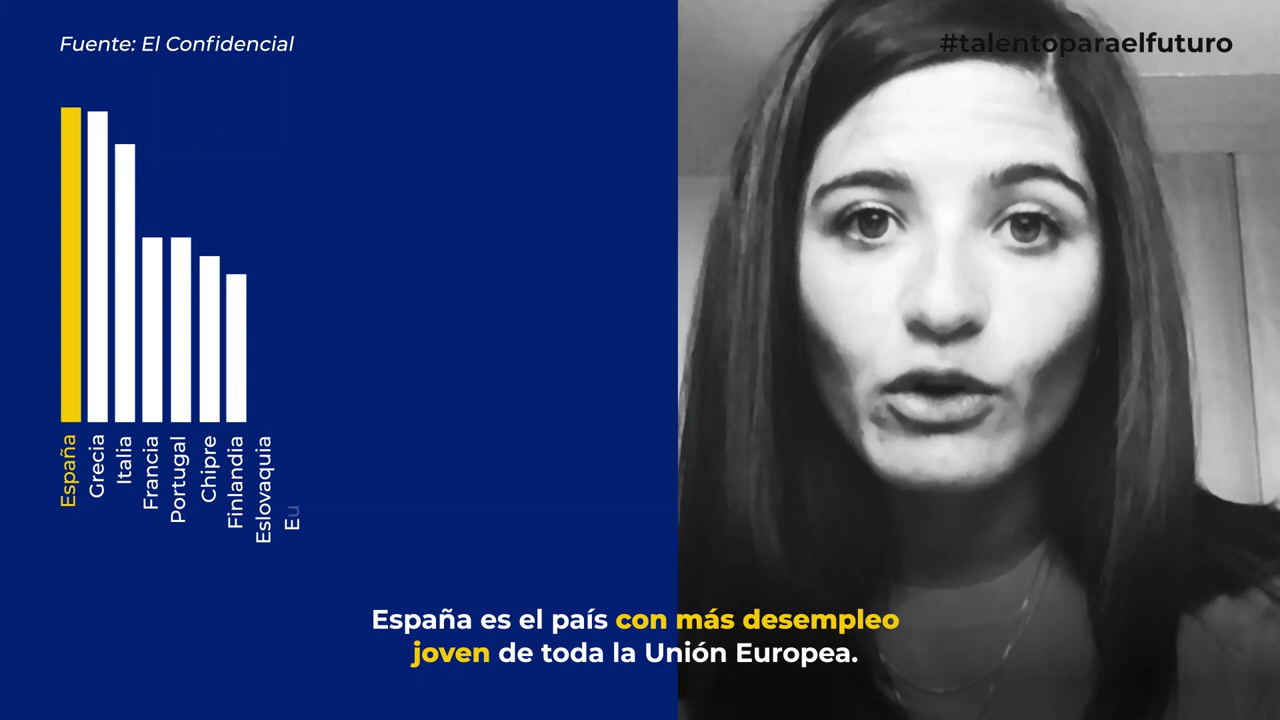 Fuente: El Confidencial
#talentoparaelfuturo
España
Grecia
Italia
Francia
Portugal
Chipre
Finlandia
Eslovaquia
Eu
España es el país con más desempleo
joven de toda la Unión Europea.